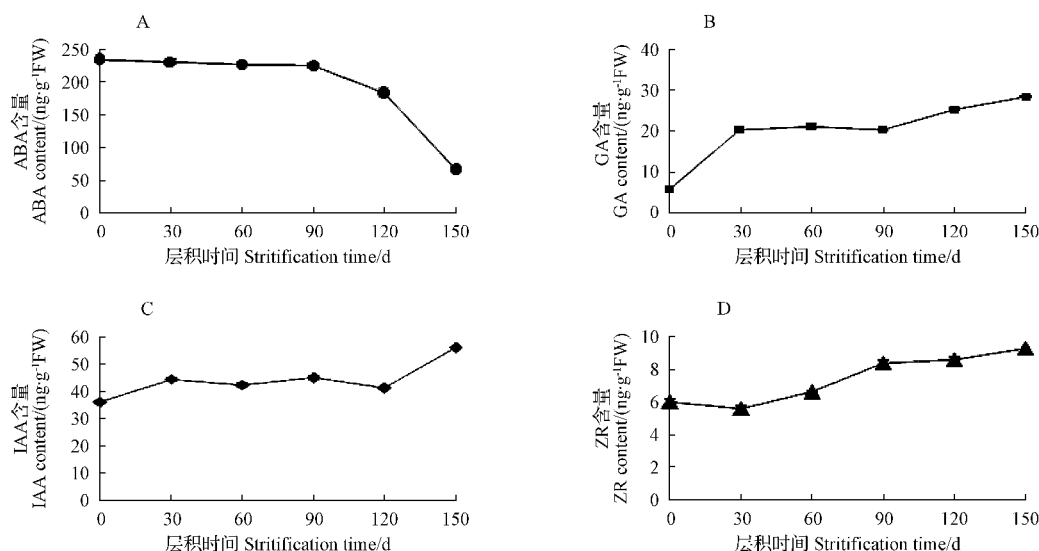 A
250
200
150
100
50
0
ABA含量
ABA content/(ng·g⁻¹FW)
0 30 60 90 120 150
层积时间 Stritification time/d
B
40
30
20
10
0
GA含量
GA content/(ng·g⁻¹FW)
0 30 60 90 120 150
层积时间 Stritification time/d
C
60
50
40
30
20
10
0
IAA含量
IAA content/(ng·g⁻¹FW)
0 30 60 90 120 150
层积时间 Stritification time/d
D
10
8
6
4
2
0
ZR含量
ZR content/(ng·g⁻¹FW)
0 30 60 90 120 150
层积时间 Stritification time/d